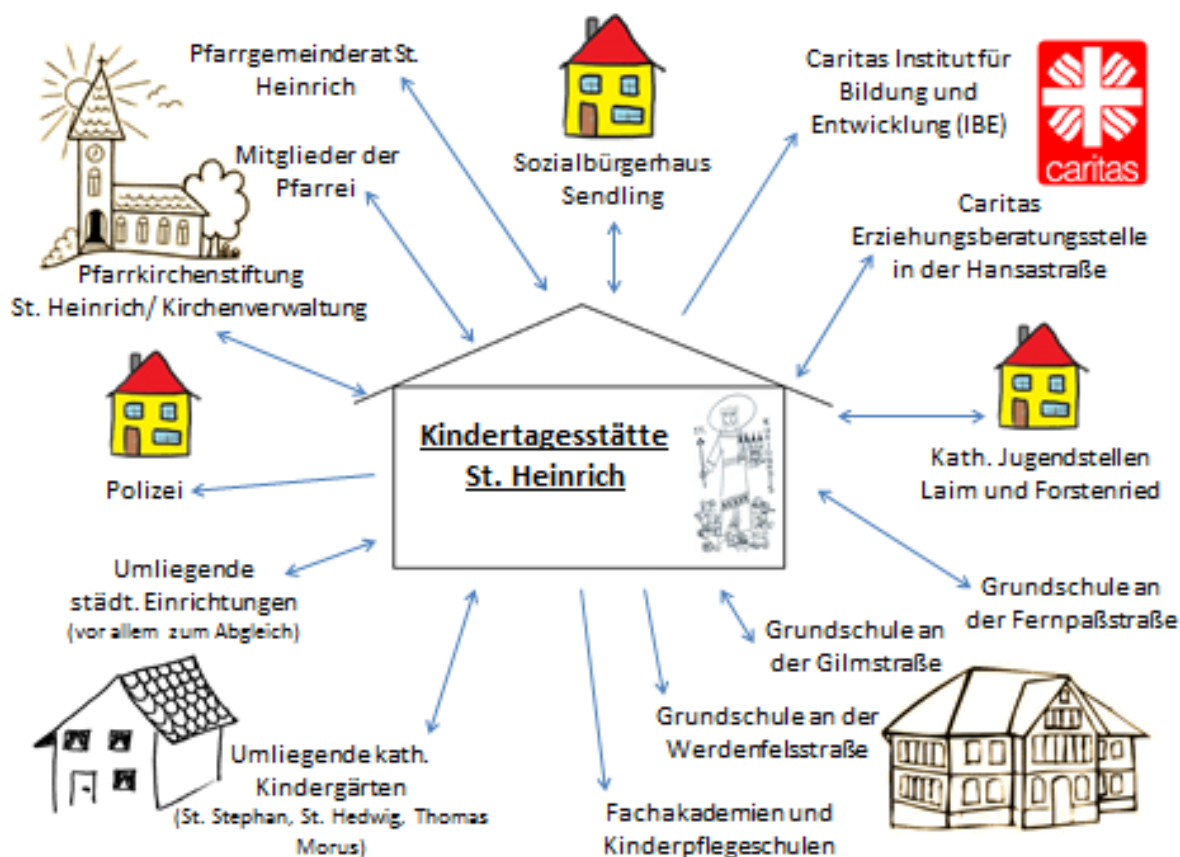 Pfarrgemeinderat St.
Heinrich
Mitglieder der
Pfarrei
Pfarrkirchenstiftung
St. Heinrich/ Kirchenverwaltung
Sozialbürgerhaus
Sendling
Caritas Institut für
Bildung und
Entwicklung (IBE)
caritas
Caritas
Erziehungsberatungsstelle
in der Hansastraße
Kindertagesstätte
St. Heinrich
Polizei
Kath. Jugendstellen
Laim und Forstenried
Umliegende
städt. Einrichtungen
(vor allem zum Abgleich)
Grundschule an
der Fernpaßstraße
Grundschule an
der Gilmstraße
Grundschule an der
Werdenfelsstraße
Umliegende kath.
Kindergärten
(St. Stephan, St. Hedwig, Thomas
Morus)
Fachakademien und
Kinderpflegeschulen